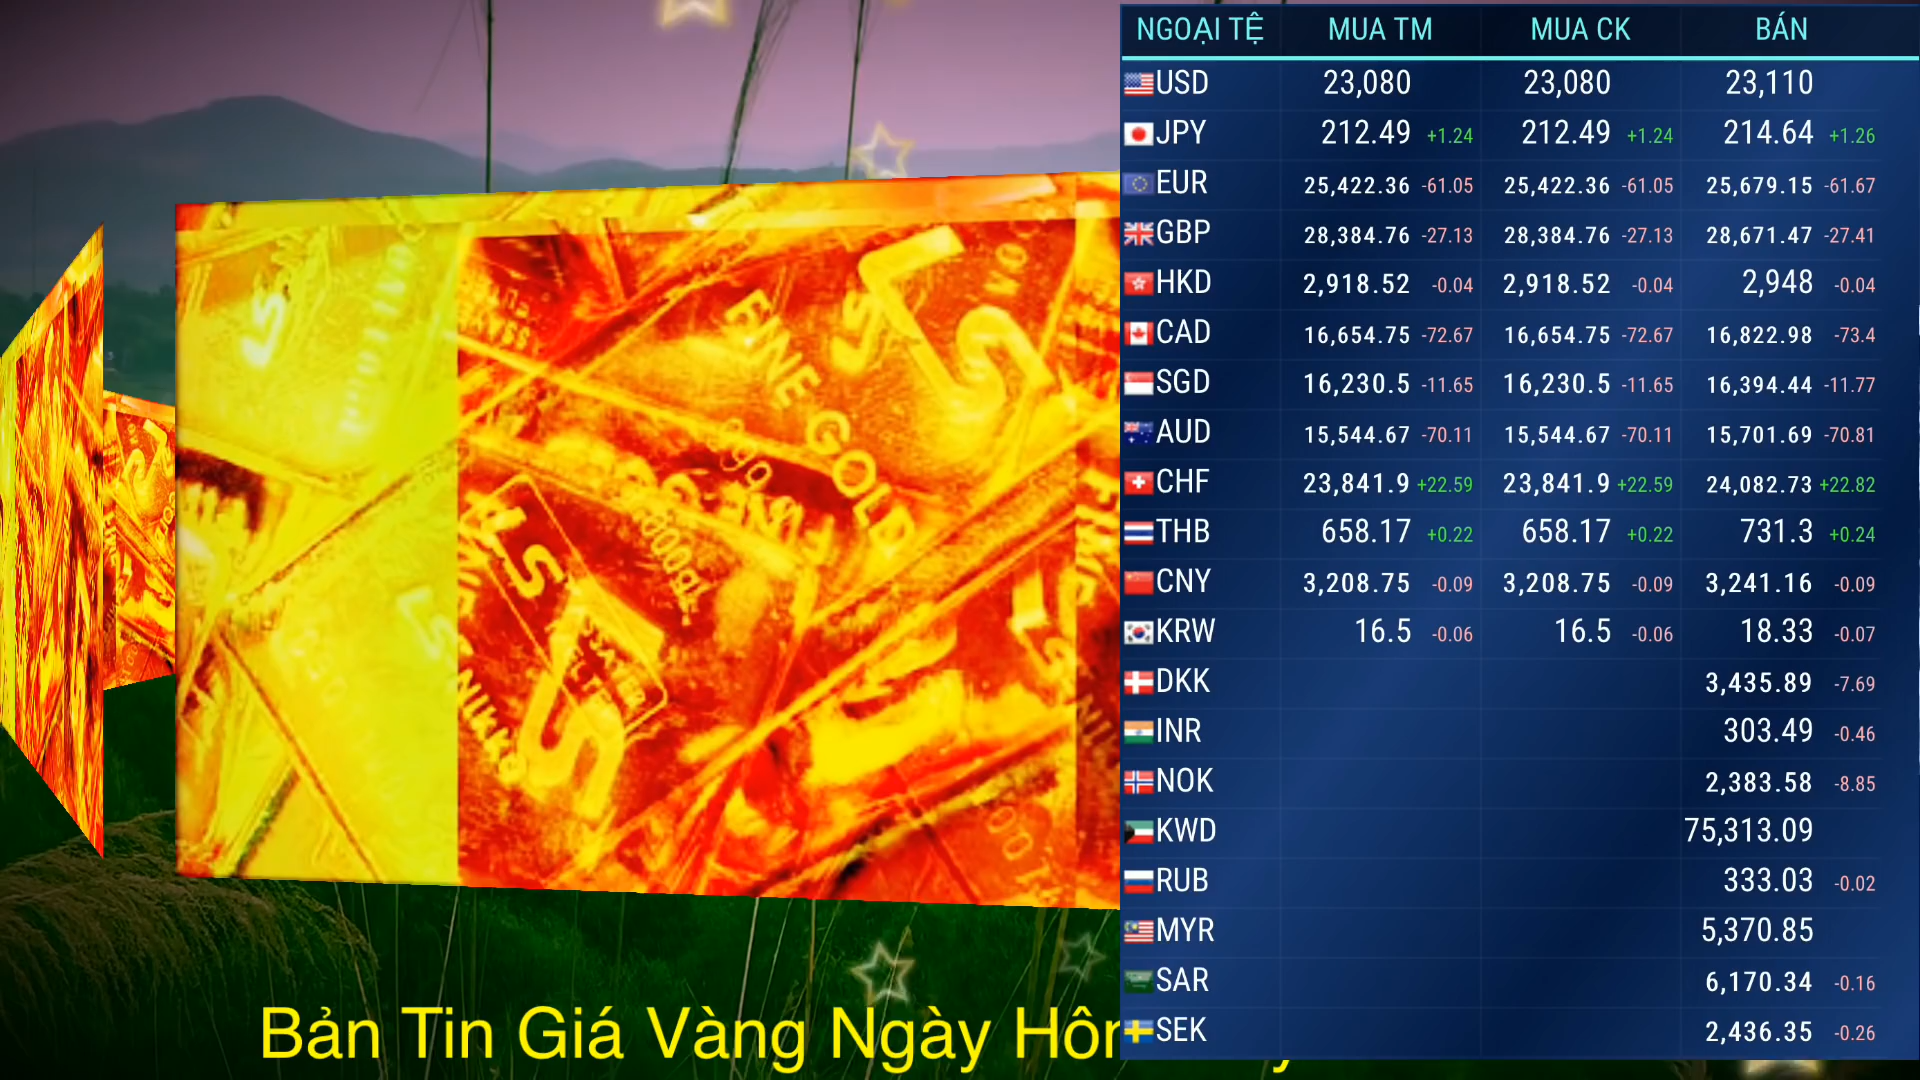 NGOẠI TỆ MUA TM MUA CK BÁN
USD 23,080 23,080 23,110
JPY 212.49 +1.24 212.49 +1.24 214.64 +1.26
EUR 25,422.36 -61.05 25,422.36 -61.05 25,679.15 -61.67
GBP 28,384.76 -27.13 28,384.76 -27.13 28,671.47 -27.41
HKD 2,918.52 -0.04 2,918.52 -0.04 2,948 -0.04
CAD 16,654.75 -72.67 16,654.75 -72.67 16,822.98 -73.4
SGD 16,230.5 -11.65 16,230.5 -11.65 16,394.44 -11.77
AUD 15,544.67 -70.11 15,544.67 -70.11 15,701.69 -70.81
CHF 23,841.9 +22.59 23,841.9 +22.59 24,082.73 +22.82
THB 658.17 +0.22 658.17 +0.22 731.3 +0.24
CNY 3,208.75 -0.09 3,208.75 -0.09 3,241.16 -0.09
KRW 16.5 -0.06 16.5 -0.06 18.33 -0.07
DKK 3,435.89 -7.69
INR 303.49 -0.46
NOK 2,383.58 -8.85
KWD 75,313.09
RUB 333.03 -0.02
MYR 5,370.85
SAR 6,170.34 -0.16
SEK 2,436.35 -0.26
FINE GOLD
Bản Tin Giá Vàng Ngày